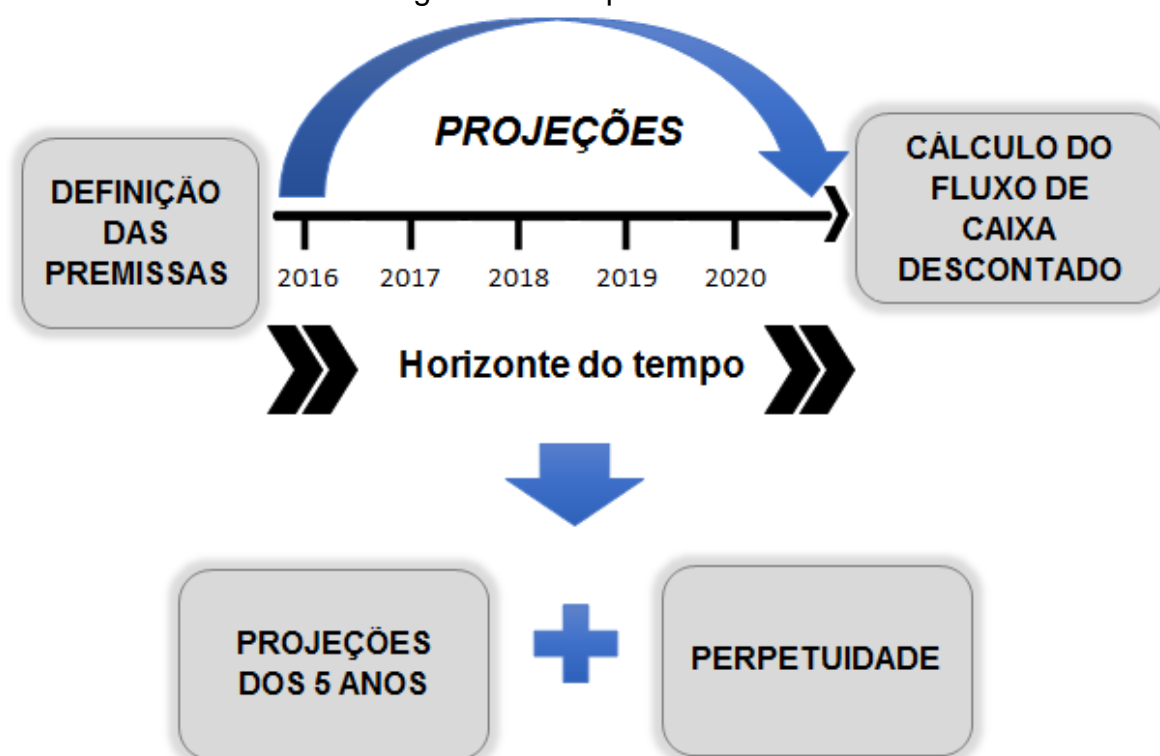 PROJEÇÕES
DEFINIÇÃO
DAS
PREMISSAS
2016 2017 2018 2019 2020
CÁLCULO DO
FLUXO DE
CAIXA
DESCONTADO
Horizonte do tempo
PROJEÇÕES
DOS 5 ANOS
PERPETUIDADE